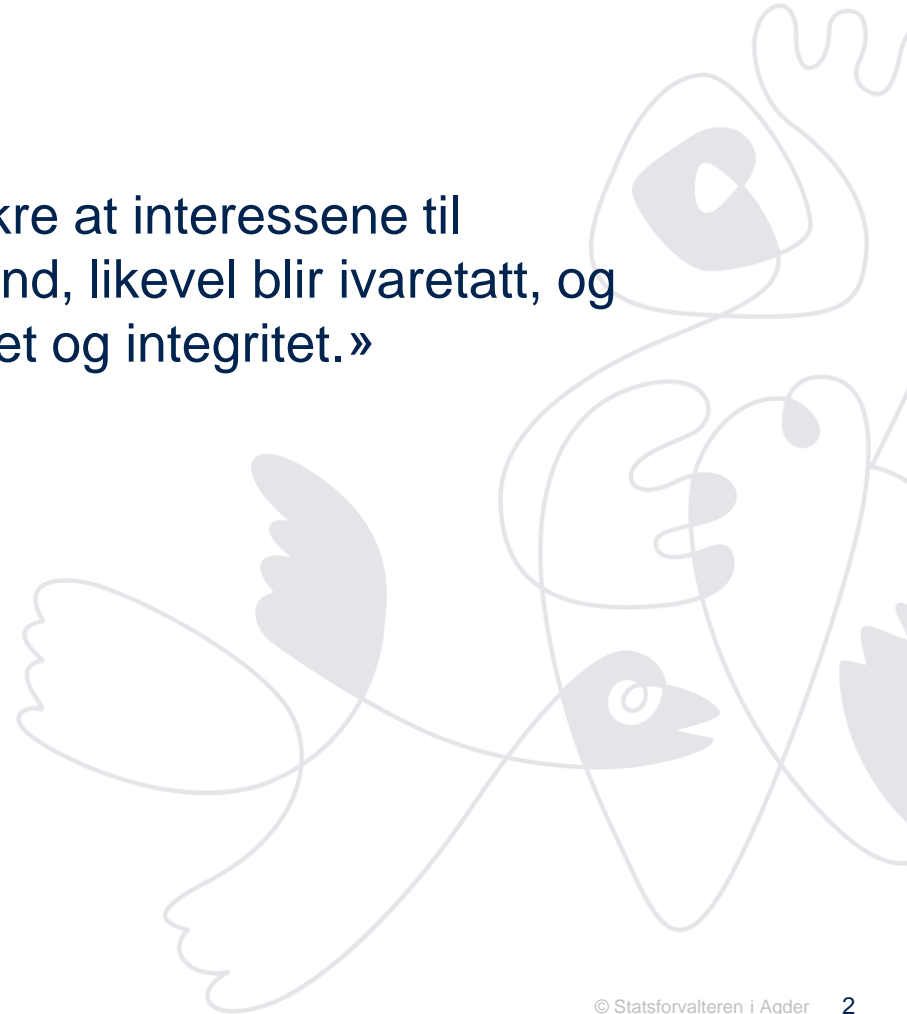 kre at interessene til
nd, likevel blir ivaretatt, og
et og integritet.»
© Statsforvalteren i Agder 2